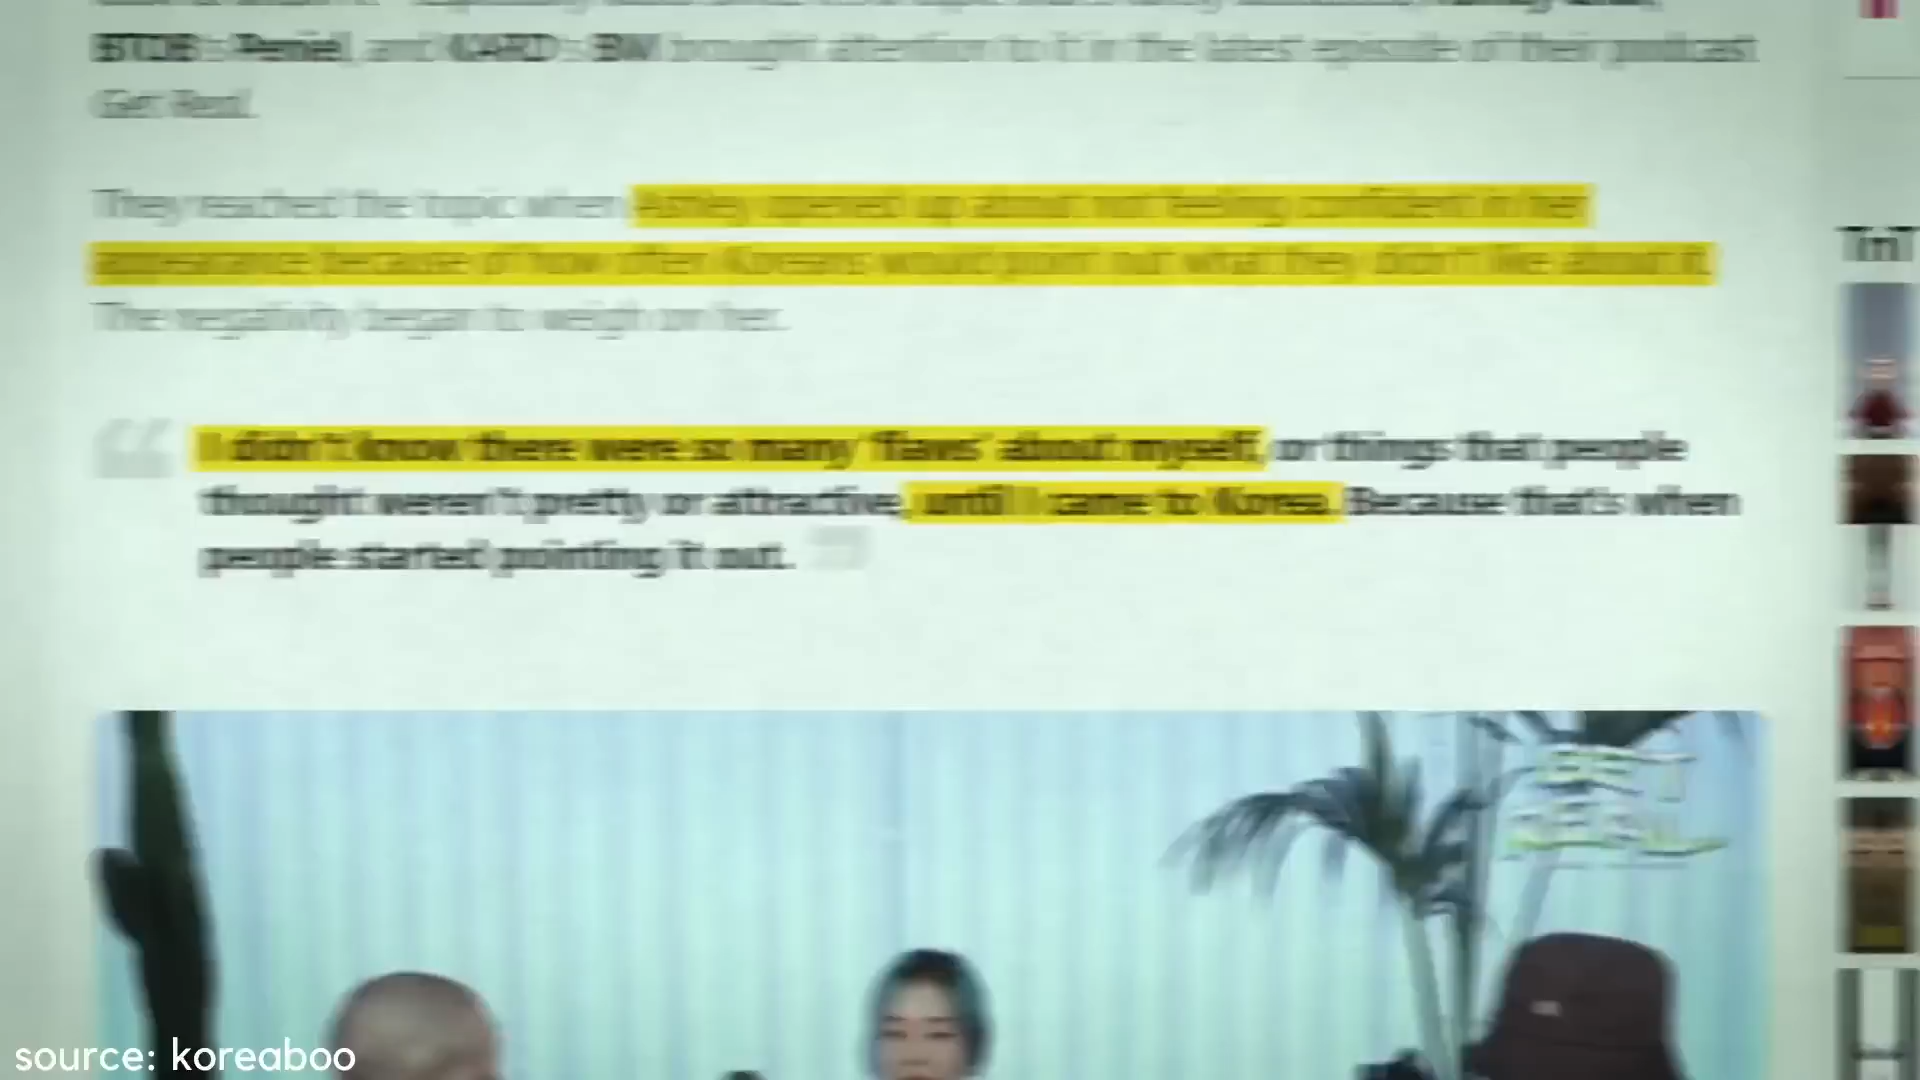 BTOB's Peniel, and KARD's BM brought attention to it in the latest episode of their podcast
Get Real.
They reached the topic when Ashley opened up about not feeling confident in her
appearance because of how often Koreans would point out what they didn't like about it.
The negativity began to weigh on her.
“ I didn't know there were so many 'flaws' about myself, or things that people
thought weren't pretty or attractive, until I came to Korea. Because that's when
people started pointing it out. ”
GET
REAL
source: koreaboo